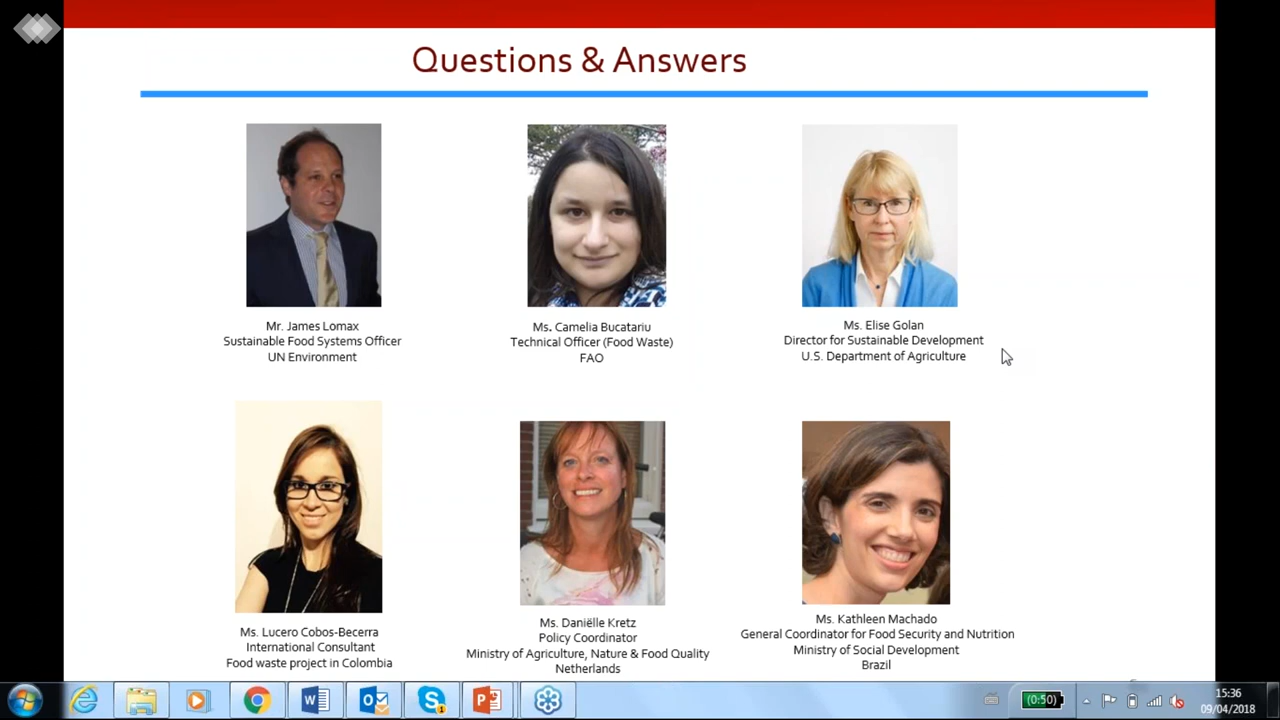 Questions & Answers
Mr. James Lomax
Sustainable Food Systems Officer
UN Environment
Ms. Camelia Bucatariu
Technical Officer (Food Waste)
FAO
Ms. Elise Golan
Director for Sustainable Development
U.S. Department of Agriculture
Ms. Lucero Cobos-Becerra
International Consultant
Food waste project in Colombia
Ms. Daniëlle Kretz
Policy Coordinator
Ministry of Agriculture, Nature & Food Quality
Netherlands
Ms. Kathleen Machado
General Coordinator for Food Security and Nutrition
Ministry of Social Development
Brazil
(0:50)
15:36
09/04/2018